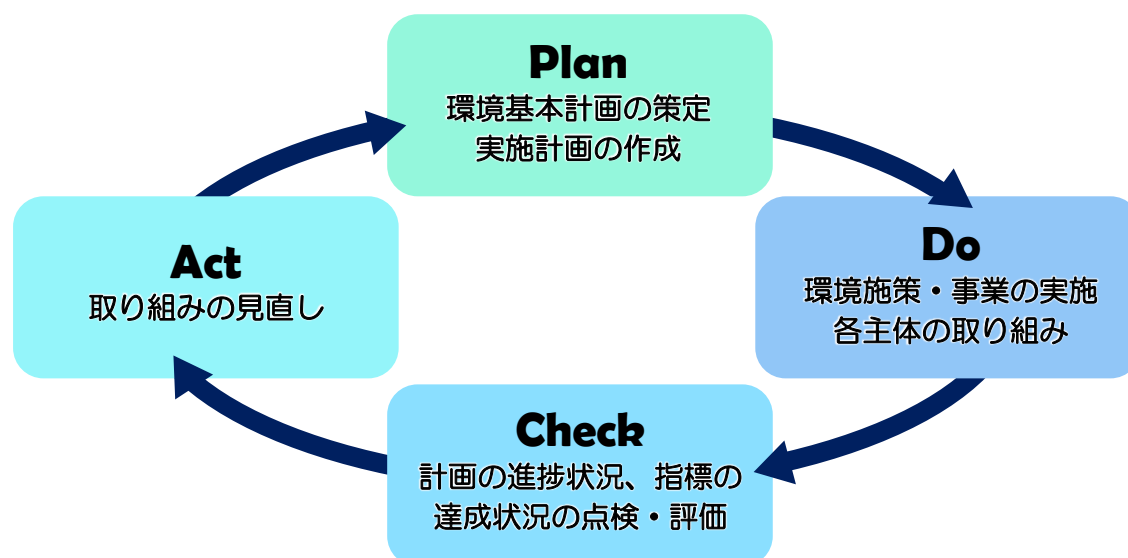 Plan
環境基本計画の策定
実施計画の作成
Do
環境施策・事業の実施
各主体の取り組み
Check
計画の進捗状況、指標の
達成状況の点検・評価
Act
取り組みの見直し